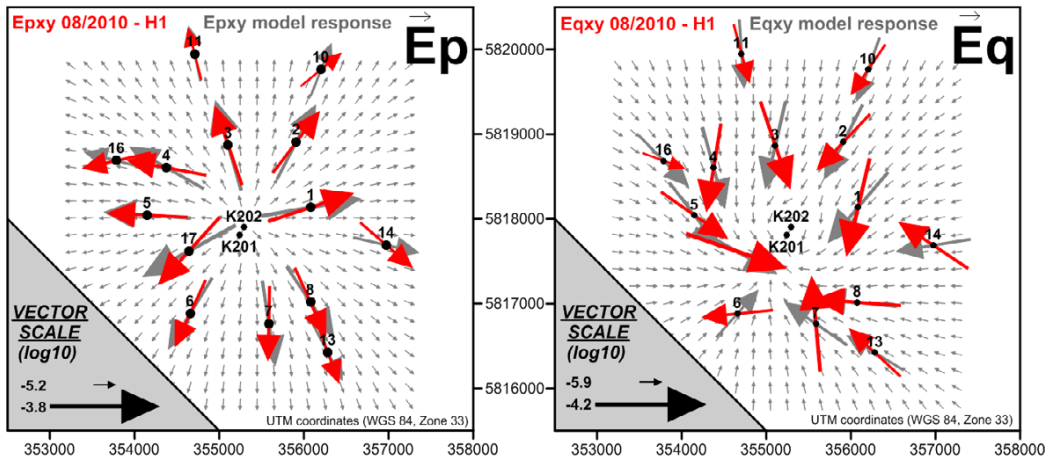 Epxy 08/2010 - H1 Epxy model response Ep
11
10
3
2
16
4
1
5
K202
K201
17
14
6
7
8
13
VECTOR
SCALE
(log10)
-5.2
-3.8
UTM coordinates (WGS 84, Zone 33)
353000 354000 355000 356000 357000 358000
5820000
5819000
5818000
5817000
5816000
Eqxy 08/2010 - H1 Eqxy model response Eq
11
10
3
2
16
4
1
5
K202
K201
14
6
8
13
VECTOR
SCALE
(log10)
-5.9
-4.2
UTM coordinates (WGS 84, Zone 33)
353000 354000 355000 356000 357000 358000